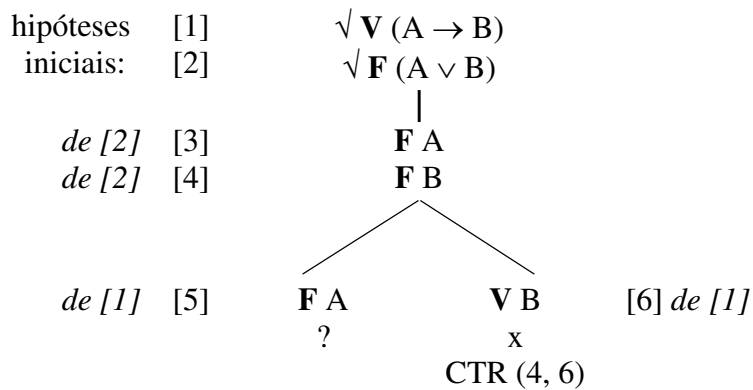 hipóteses [1] √ V (A → B)
iniciais: [2] √ F (A ∨ B)
de [2] [3] F A
de [2] [4] F B
de [1] [5] F A V B [6] de [1]
? x
CTR (4, 6)